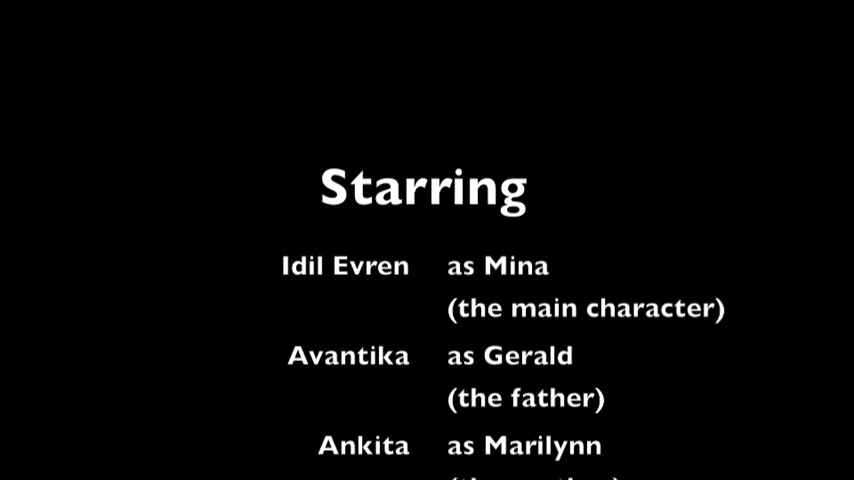 Starring
Idil Evren as Mina
(the main character)
Avantika as Gerald
(the father)
Ankita as Marilynn